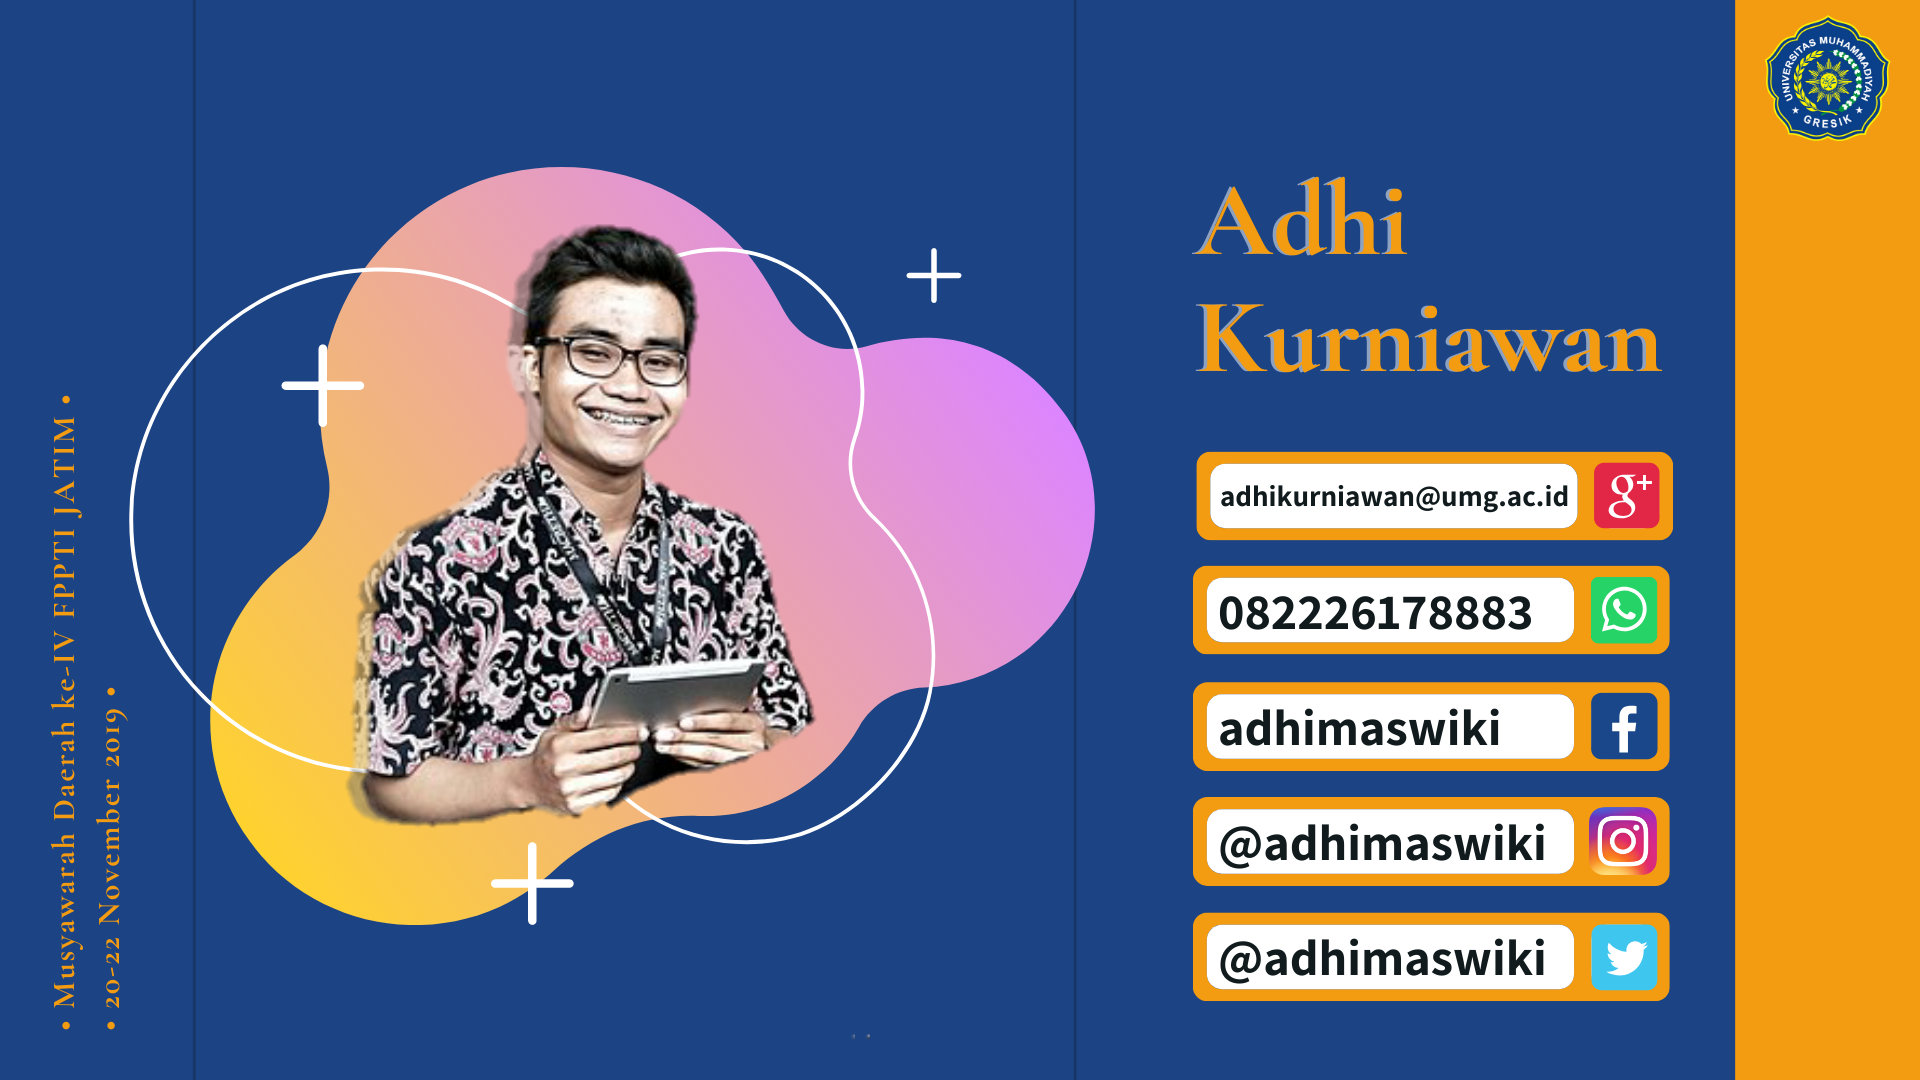 UNIVERSITAS MUHAMMADIYAH
GRESIK
Adhi
Kurniawan
adhikurniawan@umg.ac.id
g+
082226178883
adhimaswiki
f
@adhimaswiki
@adhimaswiki
• Musyawarah Daerah ke-IV FPPTI JATIM •
• 20-22 November 2019 •